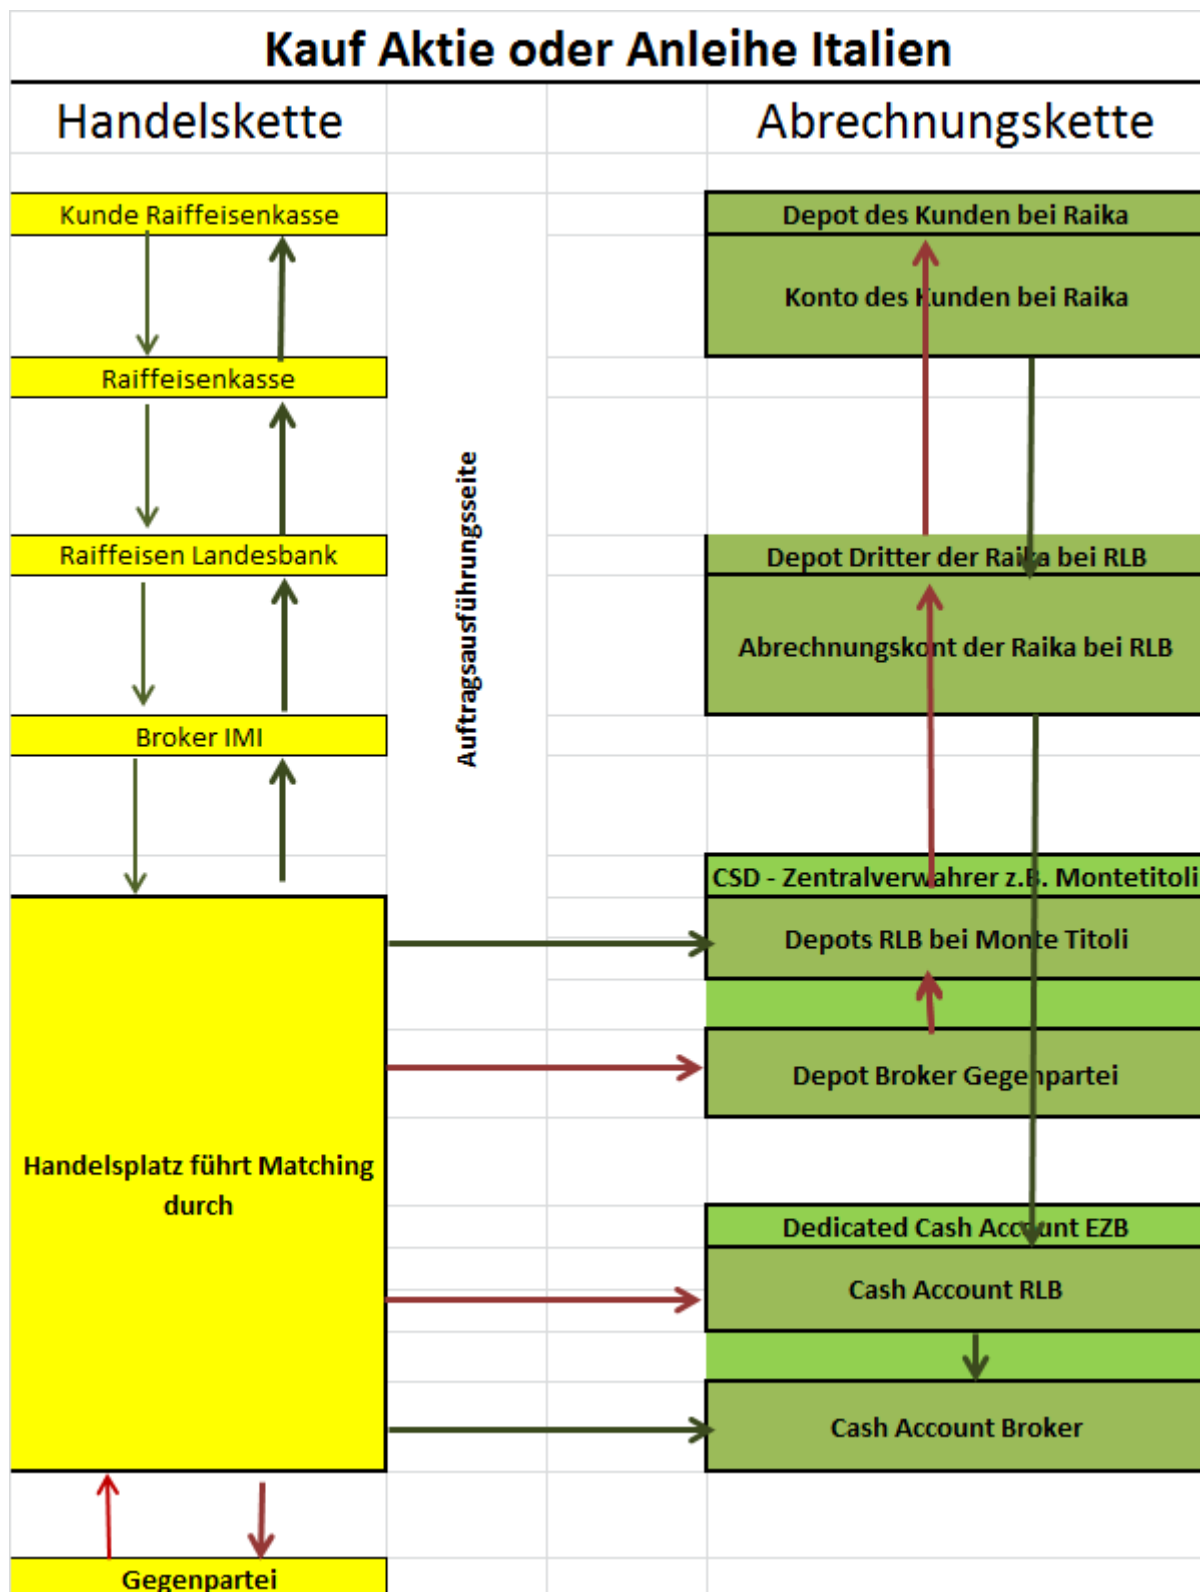 Kauf Aktie oder Anleihe Italien
Handelskette
Abrechnungskette
Kunde Raiffeisenkasse
Raiffeisenkasse
Raiffeisen Landesbank
Broker IMI
Handelsplatz führt Matching
durch
Gegenpartei
Auftragsausführungsseite
Depot des Kunden bei Raika
Konto des Kunden bei Raika
Depot Dritter der Raika bei RLB
Abrechnungskont der Raika bei RLB
CSD - Zentralverwahrer z.B. Montetitoli
Depots RLB bei Monte Titoli
Depot Broker Gegenpartei
Dedicated Cash Account EZB
Cash Account RLB
Cash Account Broker